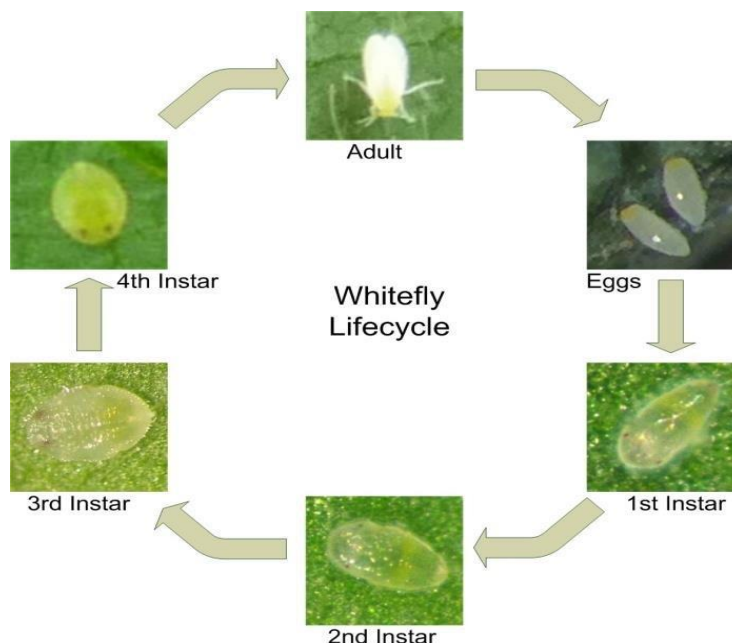 Adult
Eggs
4th Instar
Whitefly
Lifecycle
3rd Instar
1st Instar
2nd Instar